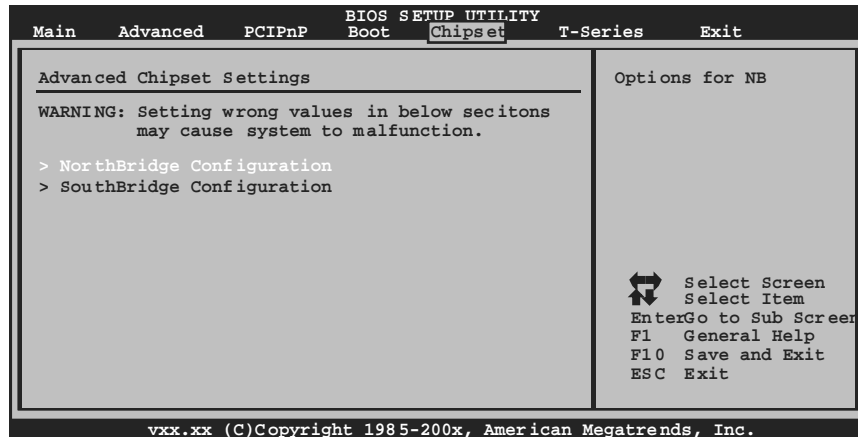 BIOS SETUP UTILITY
Main Advanced PCIPnP Boot Chipset T-Series Exit
Advanced Chipset Settings
WARNING: Setting wrong values in below secitons
may cause system to malfunction.
> NorthBridge Configuration
> SouthBridge Configuration
Options for NB
Select Screen
Select Item
Enter Go to Sub Screen
F1 General Help
F10 Save and Exit
ESC Exit
vxx.xx (C)Copyright 1985-200x, American Megatrends, Inc.